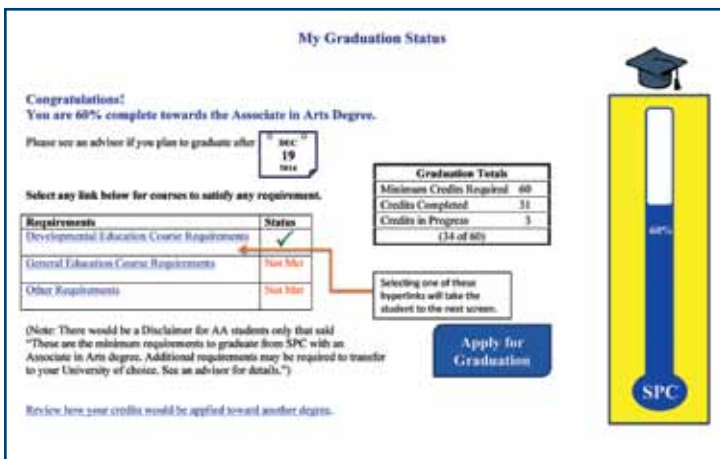 My Graduation Status
Congratulations!
You are 60% complete towards the Associate in Arts Degree.
Please see an advisor if you plan to graduate after
DEC
19
Select any link below for courses to satisfy any requirement.
Requirements Status
Developmental Education Course Requirements
General Education Course Requirements Not Met
Other Requirements Not Met
Graduation Totals
Minimum Credits Required 60
Credits Completed 31
Credits in Progress 3
(34 of 60)
Selecting one of these
hyperlinks will take the
student to the next screen.
(Note: There would be a Disclaimer for AA students only that said
"These are the minimum requirements to graduate from SPC with an
Associate in Arts degree. Additional requirements may be required to transfer
to your University of choice. See an advisor for details.")
Apply for
Graduation
Review how your credits would be applied toward another degree.
60%
SPC